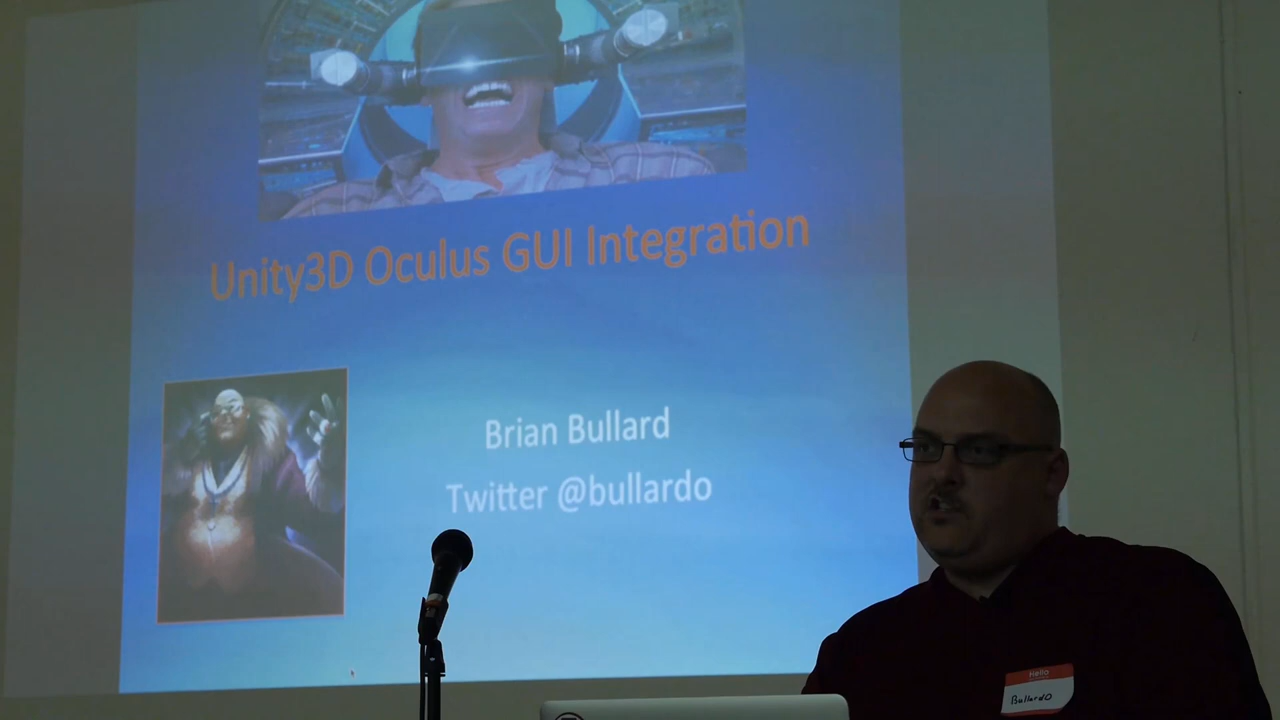 Unity3D Oculus GUI Integration
Brian Bullard
Twitter @bullardo
Hello
BullardO